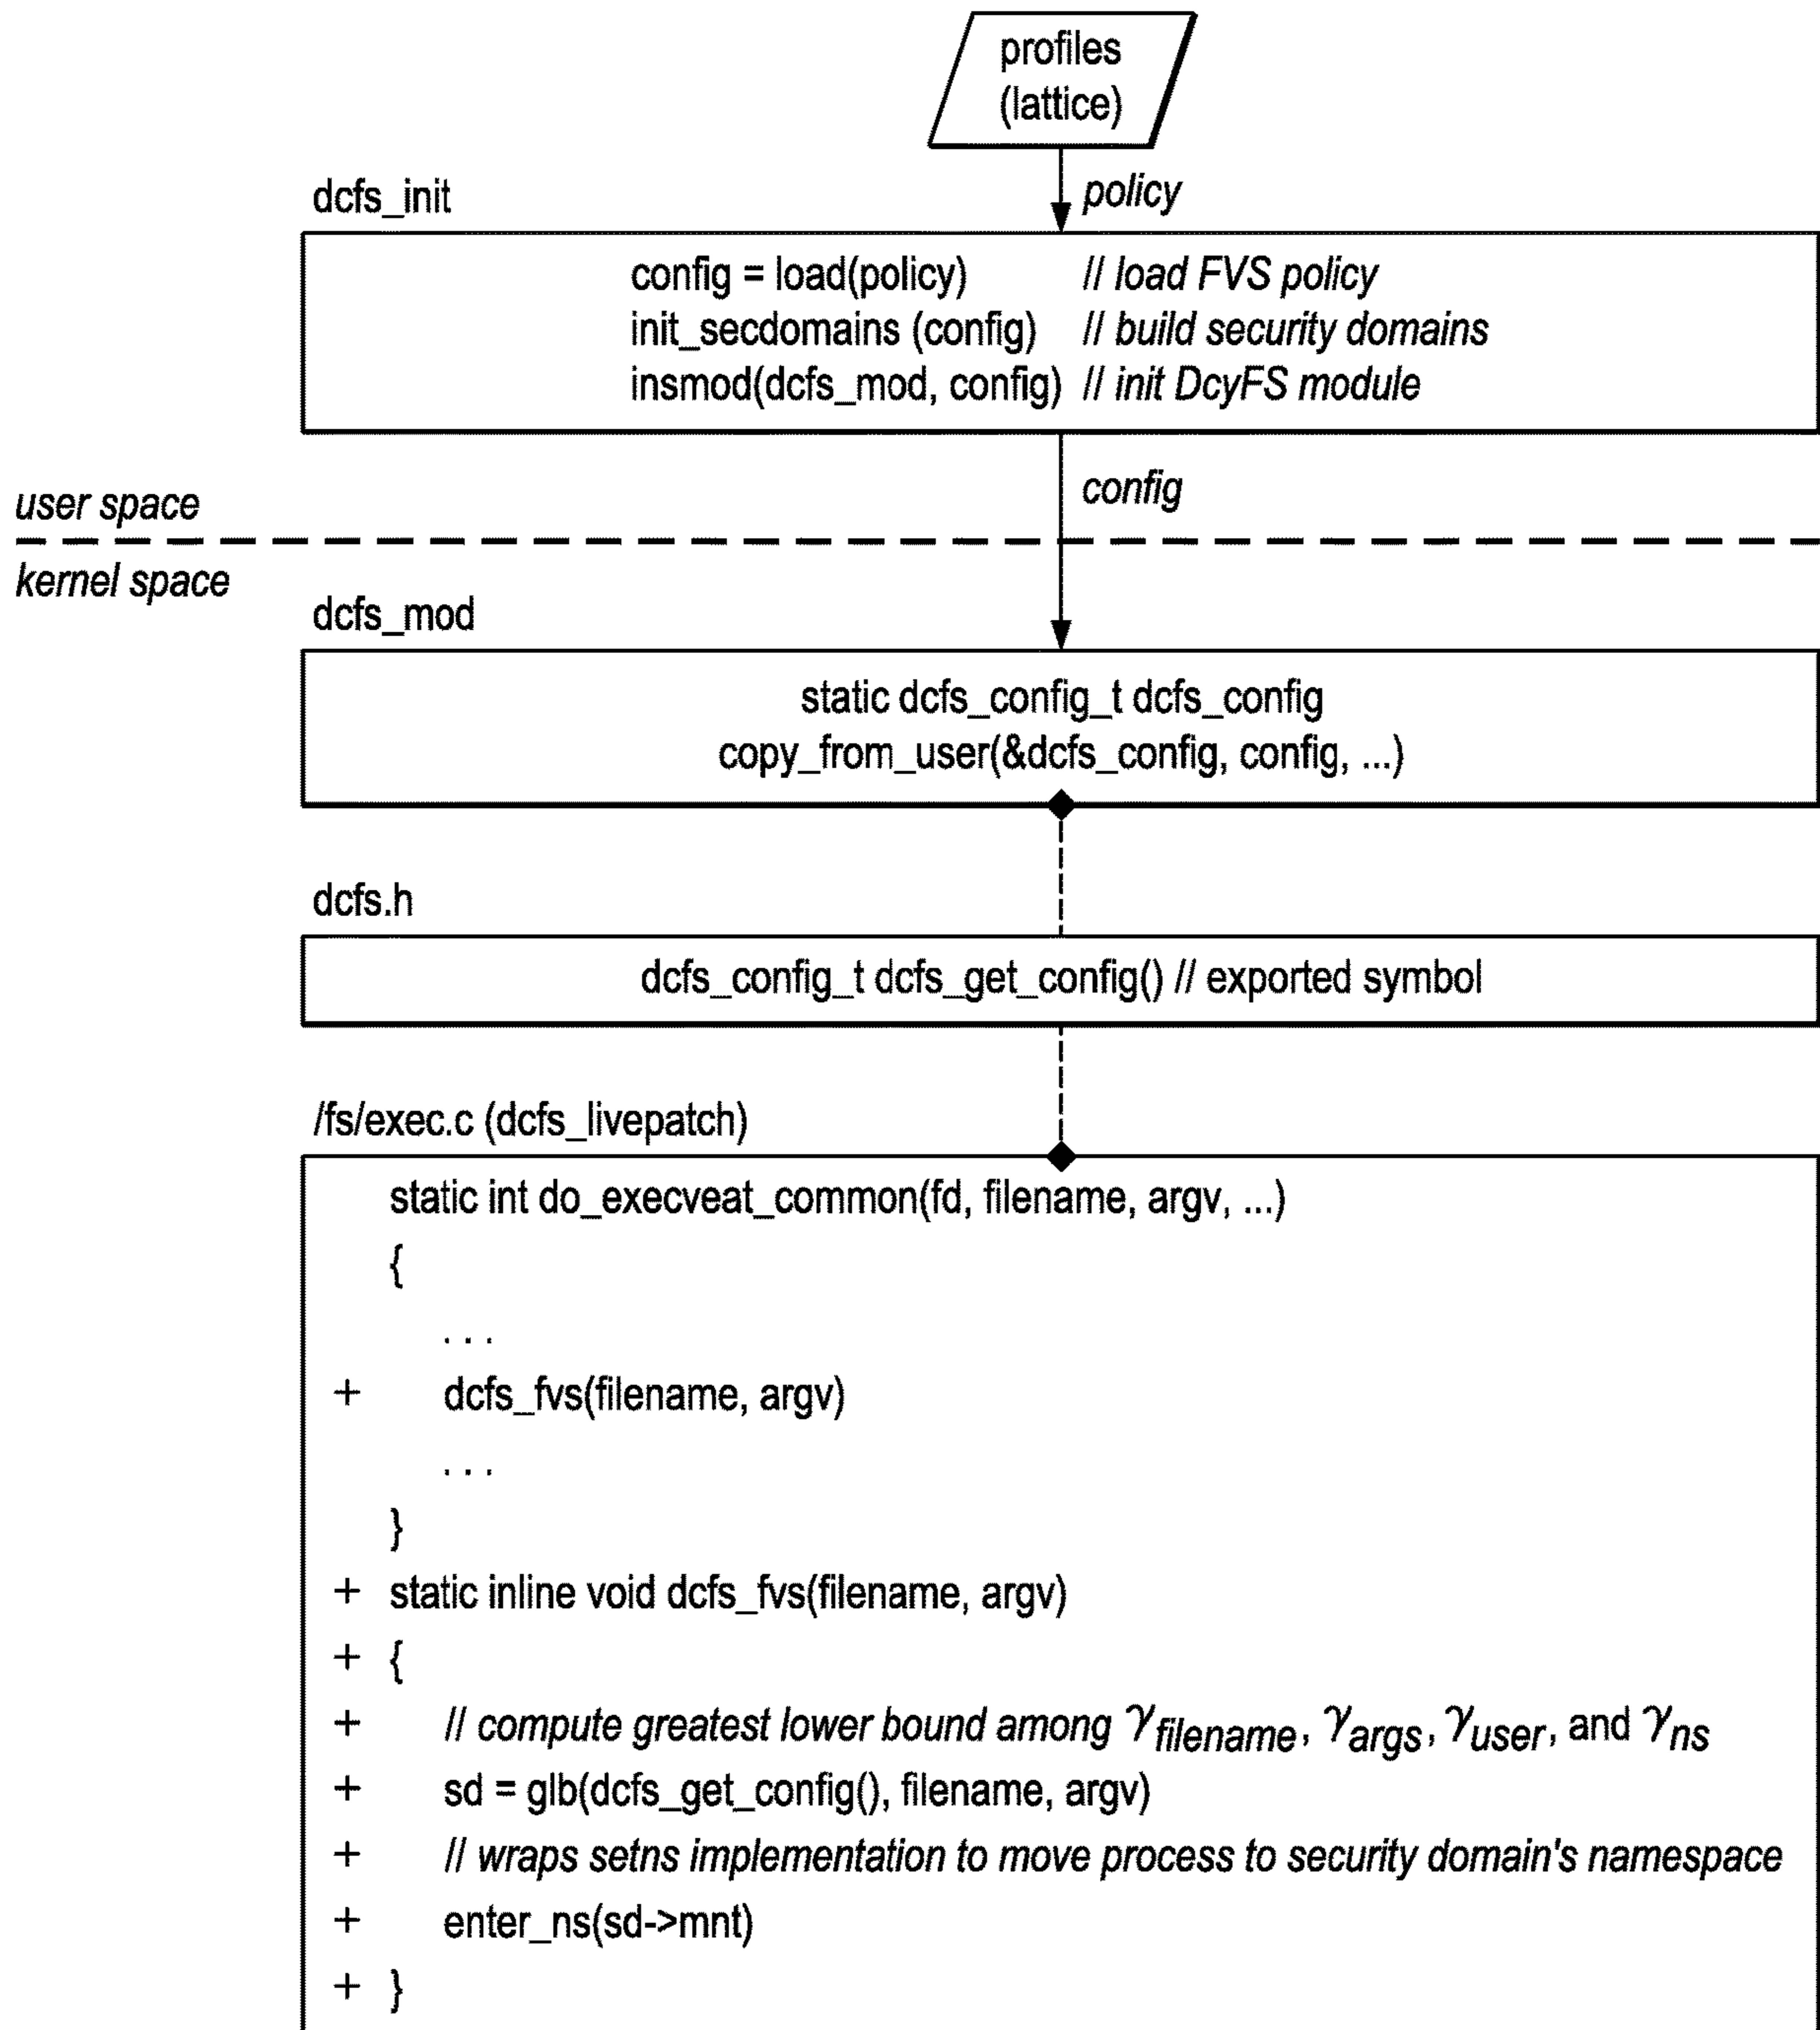 profiles
(lattice)
policy
dcfs_init
config = load(policy) // load FVS policy
init_secdomains (config) // build security domains
insmod(dcfs_mod, config) // init DcyFS module
config
user space
kernel space
dcfs_mod
static dcfs_config_t dcfs_config
copy_from_user(&dcfs_config, config, ...)
dcfs.h
dcfs_config_t dcfs_get_config() // exported symbol
/fs/exec.c (dcfs_livepatch)
static int do_execveat_common(fd, filename, argv, ...)
{
. . .
+ dcfs_fvs(filename, argv)
. . .
}
+ static inline void dcfs_fvs(filename, argv)
+ {
+ // compute greatest lower bound among γfilename, γargs, γuser, and γns
+ sd = glb(dcfs_get_config(), filename, argv)
+ // wraps setns implementation to move process to security domain's namespace
+ enter_ns(sd->mnt)
+ }